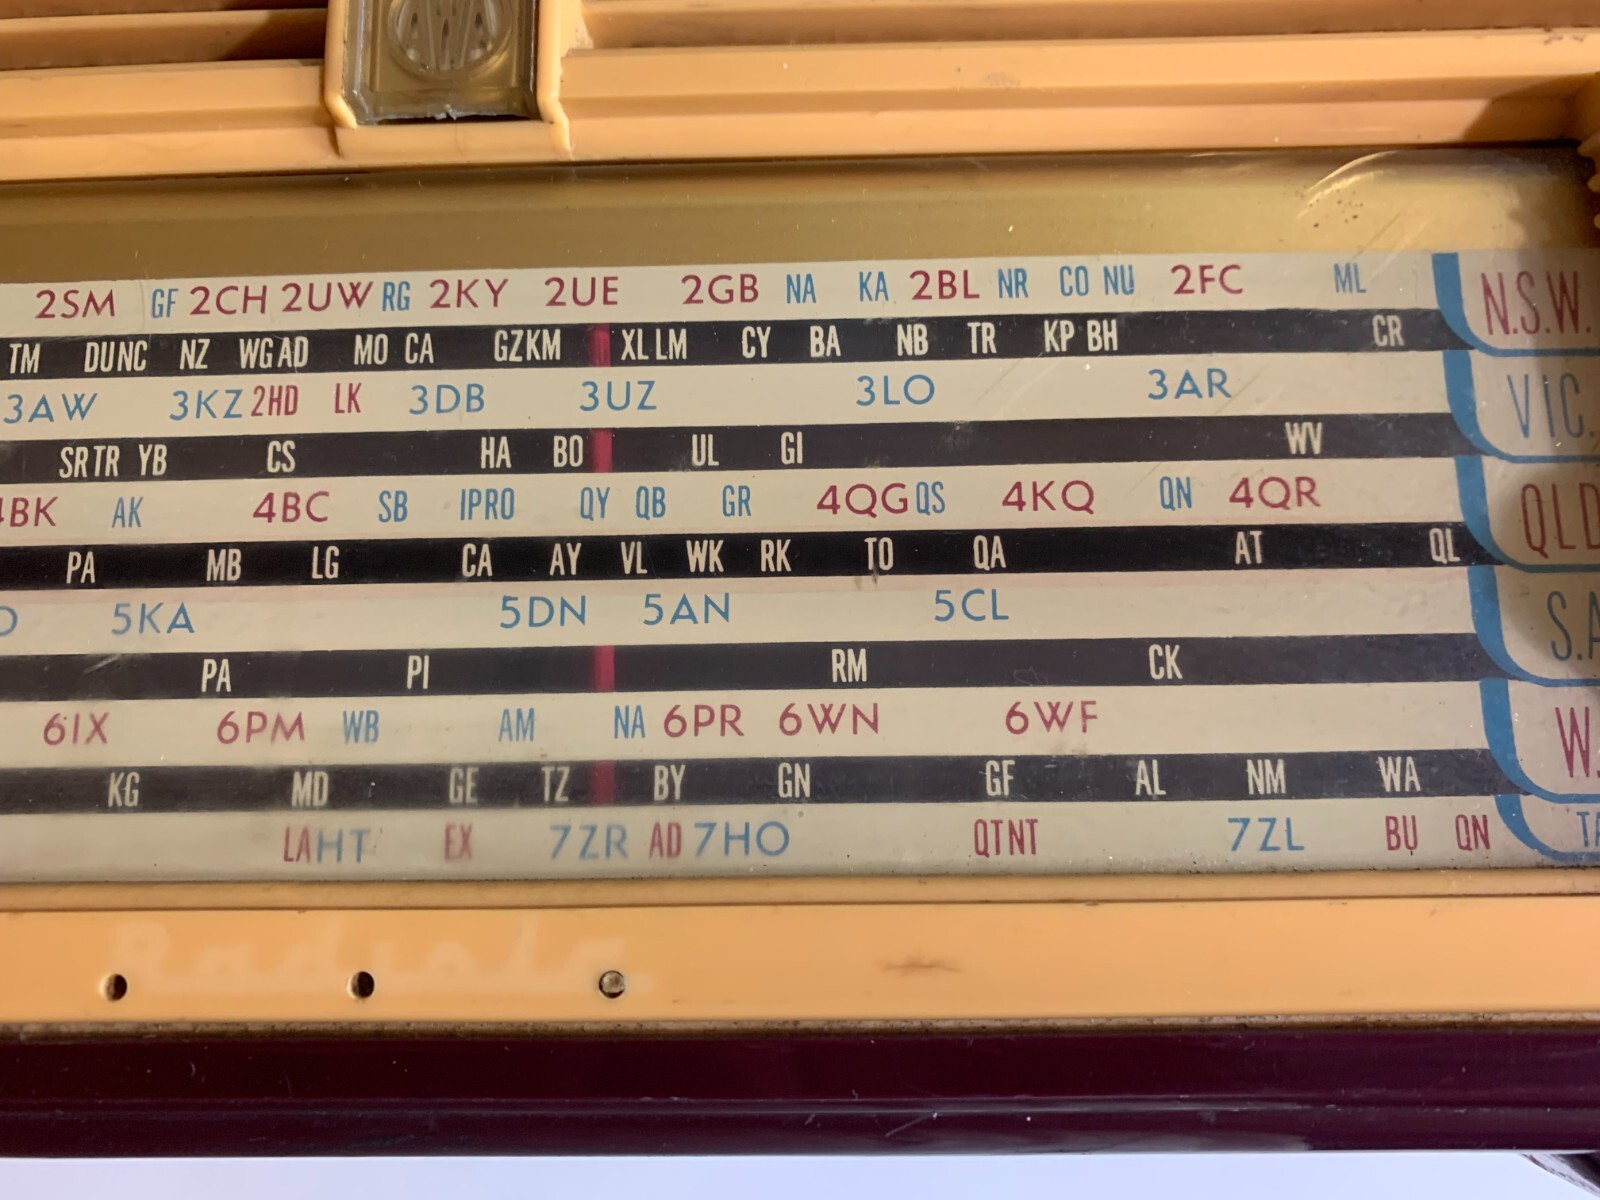 AWA
2SM GF 2CH 2UW RG 2KY 2UE 2GB NA KA 2BL NR CO NU 2FC ML N.S.W.
TM DU NC NZ WG AD MO CA GZ KM XL LM CY BA NB TR KP BH CR
3AW 3KZ 2HD LK 3DB 3UZ 3LO 3AR VIC.
SR TR YB CS HA BO UL GI WV
4BK AK 4BC SB IP RO QY QB GR 4QG QS 4KQ QN 4QR QLD
PA MB LG CA AY VL WK RK TO QA AT QL
5KA 5DN 5AN 5CL S.A
PA PI RM CK
6IX 6PM WB AM NA 6PR 6WN 6WF W.
KG MD GE TZ BY GN GF AL NM WA
LA HT EX 7ZR AD 7HO QT NT 7ZL BU QN TA
Radiola